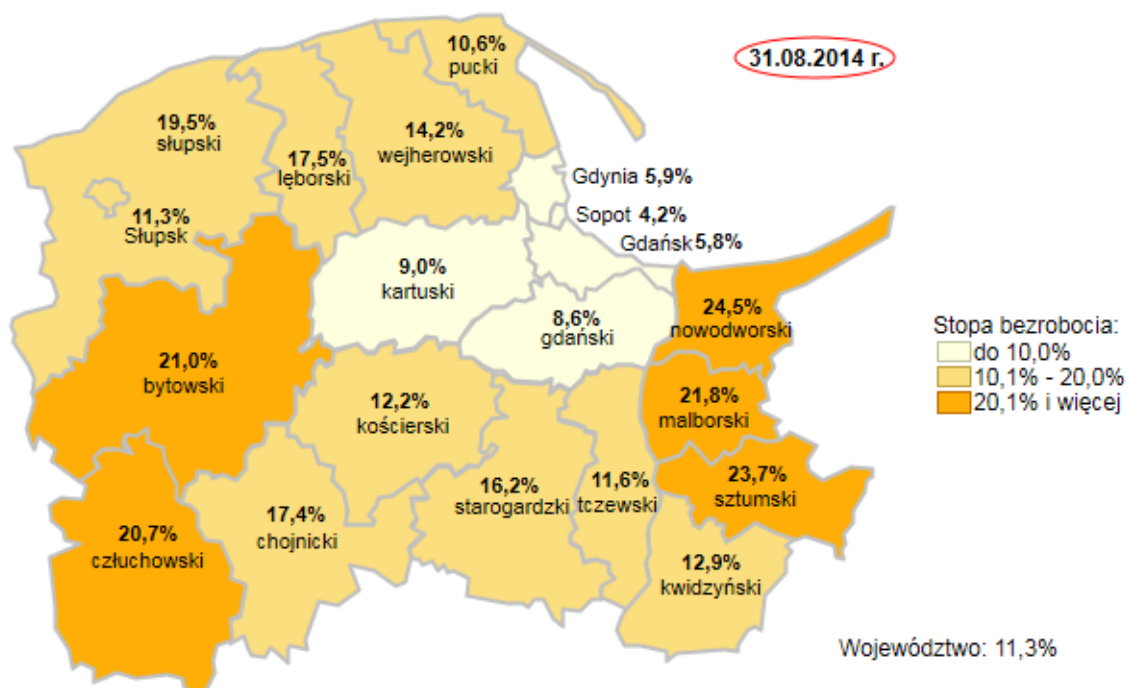 10,6%
pucki
31.08.2014 r.
19,5%
słupski
14,2%
wejherowski
17,5%
lęborski
Gdynia 5,9%
Sopot 4,2%
Gdańsk 5,8%
11,3%
Słupsk
9,0%
kartuski
8,6%
gdański
24,5%
nowodworski
Stopa bezrobocia:
do 10,0%
10,1% - 20,0%
20,1% i więcej
21,0%
bytowski
12,2%
kościerski
21,8%
malborski
16,2%
starogardzki
11,6%
tczewski
23,7%
sztumski
17,4%
chojnicki
20,7%
człuchowski
12,9%
kwidzyński
Województwo: 11,3%